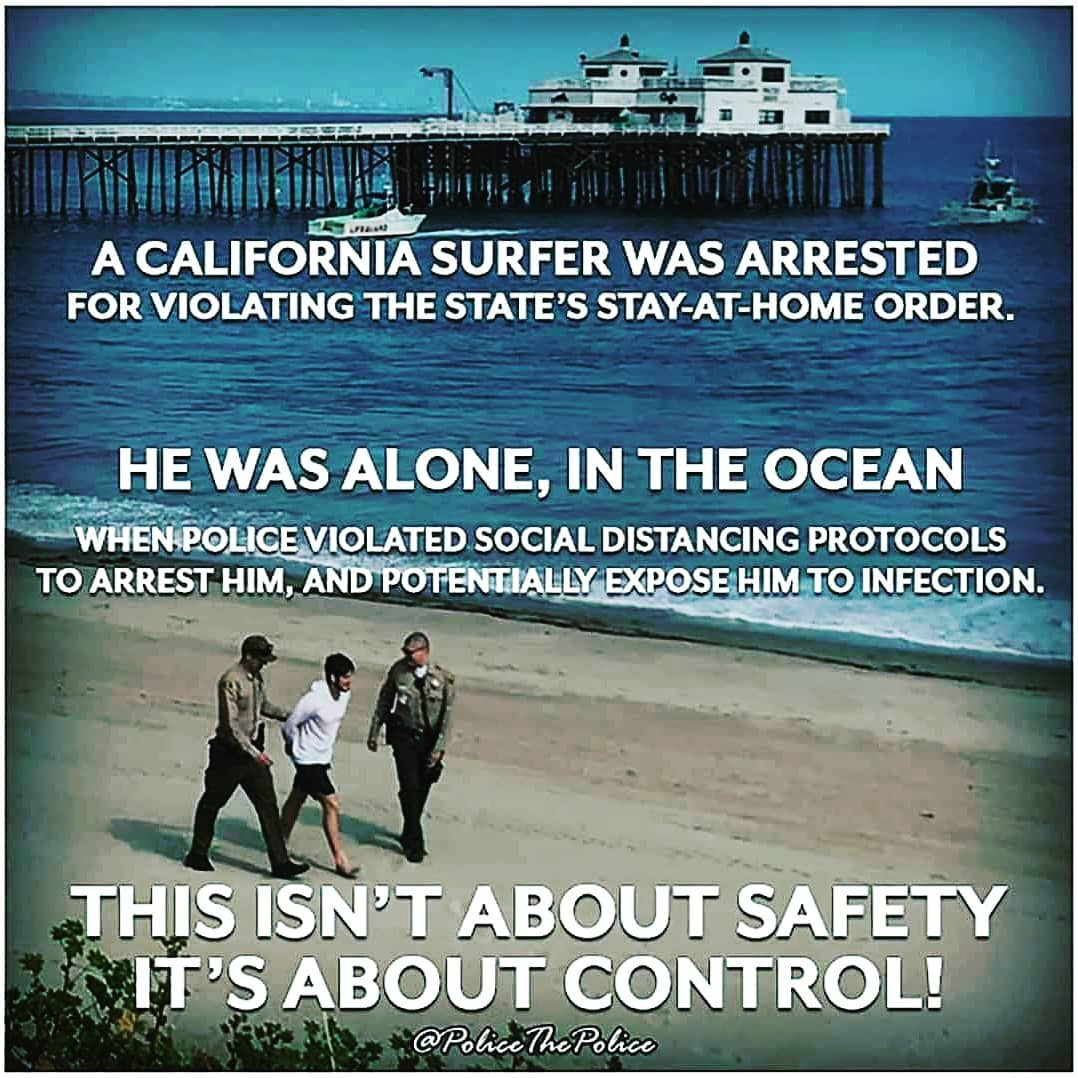 LIFEGUARD
A CALIFORNIA SURFER WAS ARRESTED
FOR VIOLATING THE STATE'S STAY-AT-HOME ORDER.
HE WAS ALONE, IN THE OCEAN
WHEN POLICE VIOLATED SOCIAL DISTANCING PROTOCOLS
TO ARREST HIM, AND POTENTIALLY EXPOSE HIM TO INFECTION.
THIS ISN'T ABOUT SAFETY
IT'S ABOUT CONTROL!
@PoliceThePolice